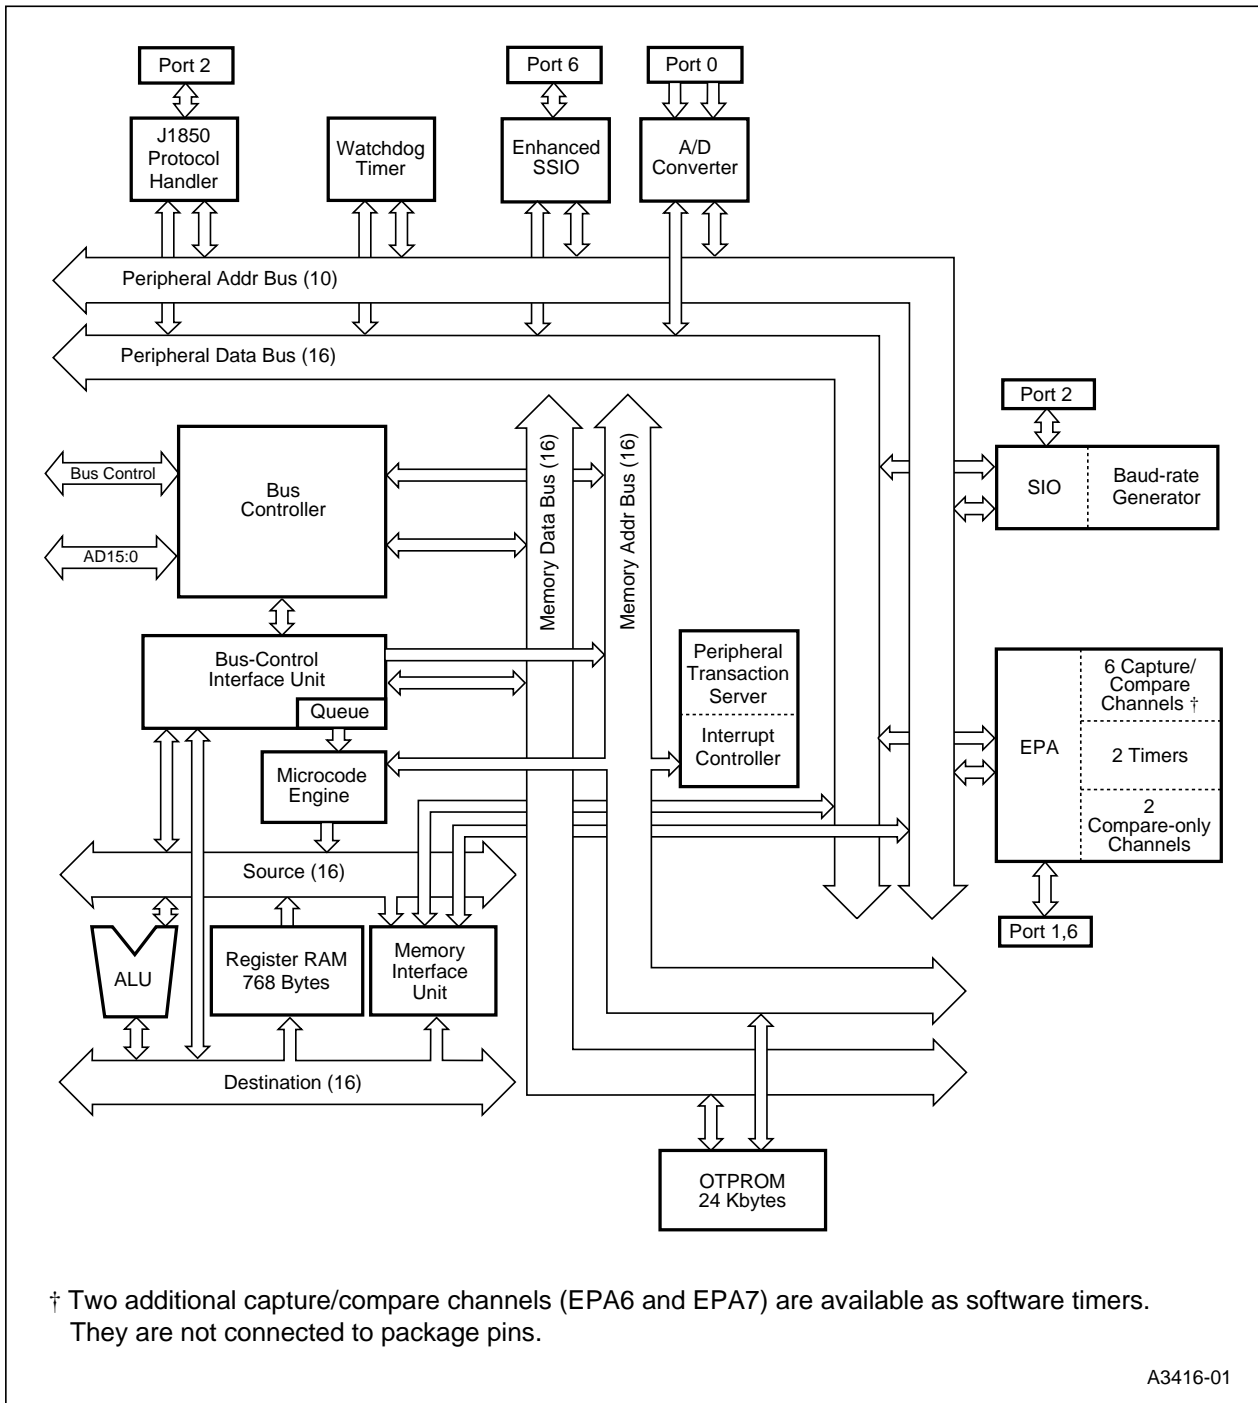 Port 2
Port 6
Port 0
J1850
Protocol
Handler
Watchdog
Timer
Enhanced
SSIO
A/D
Converter
Peripheral Addr Bus (10)
Peripheral Data Bus (16)
Port 2
Bus Control
Bus
Controller
AD15:0
Memory Data Bus (16)
Memory Addr Bus (16)
SIO
Baud-rate
Generator
Bus-Control
Interface Unit
Queue
Peripheral
Transaction
Server
Interrupt
Controller
Microcode
Engine
EPA
6 Capture/
Compare
Channels †
2 Timers
2
Compare-only
Channels
Source (16)
Port 1,6
ALU
Register RAM
768 Bytes
Memory
Interface
Unit
Destination (16)
OTPROM
24 Kbytes
† Two additional capture/compare channels (EPA6 and EPA7) are available as software timers.
They are not connected to package pins.
A3416-01